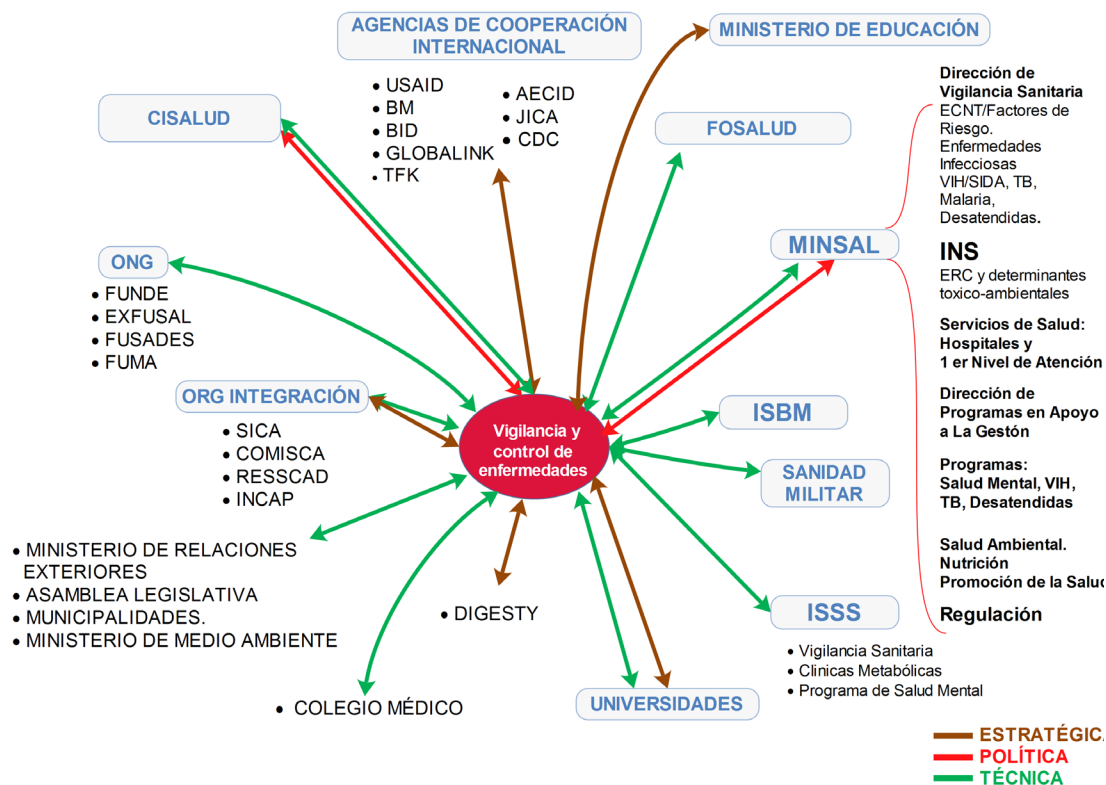 AGENCIAS DE COOPERACIÓN
INTERNACIONAL
• USAID
• BM
• BID
• GLOBALINK
• TFK
• AECID
• JICA
• CDC
MINISTERIO DE EDUCACIÓN
CISALUD
FOSALUD
ONG
• FUNDE
• EXFUSAL
• FUSADES
• FUMA
MINSAL
Dirección de
Vigilancia Sanitaria
ECNT/Factores de
Riesgo.
Enfermedades
Infecciosas
VIH/SIDA, TB,
Malaria,
Desatendidas.
INS
ERC y determinantes
toxico-ambientales
Servicios de Salud:
Hospitales y
1 er Nivel de Atención
Dirección de
Programas en Apoyo
a La Gestón
Programas:
Salud Mental, VIH,
TB, Desatendidas
Salud Ambiental.
Nutrición
Promoción de la Salud
Regulación
ORG INTEGRACIÓN
• SICA
• COMISCA
• RESSCAD
• INCAP
Vigilancia y
control de
enfermedades
ISBM
SANIDAD
MILITAR
• MINISTERIO DE RELACIONES
EXTERIORES
• ASAMBLEA LEGISLATIVA
• MUNICIPALIDADES.
• MINISTERIO DE MEDIO AMBIENTE
• DIGESTY
ISSS
• Vigilancia Sanitaria
• Clinicas Metabólicas
• Programa de Salud Mental
• COLEGIO MÉDICO
UNIVERSIDADES
ESTRATÉGICA
POLÍTICA
TÉCNICA